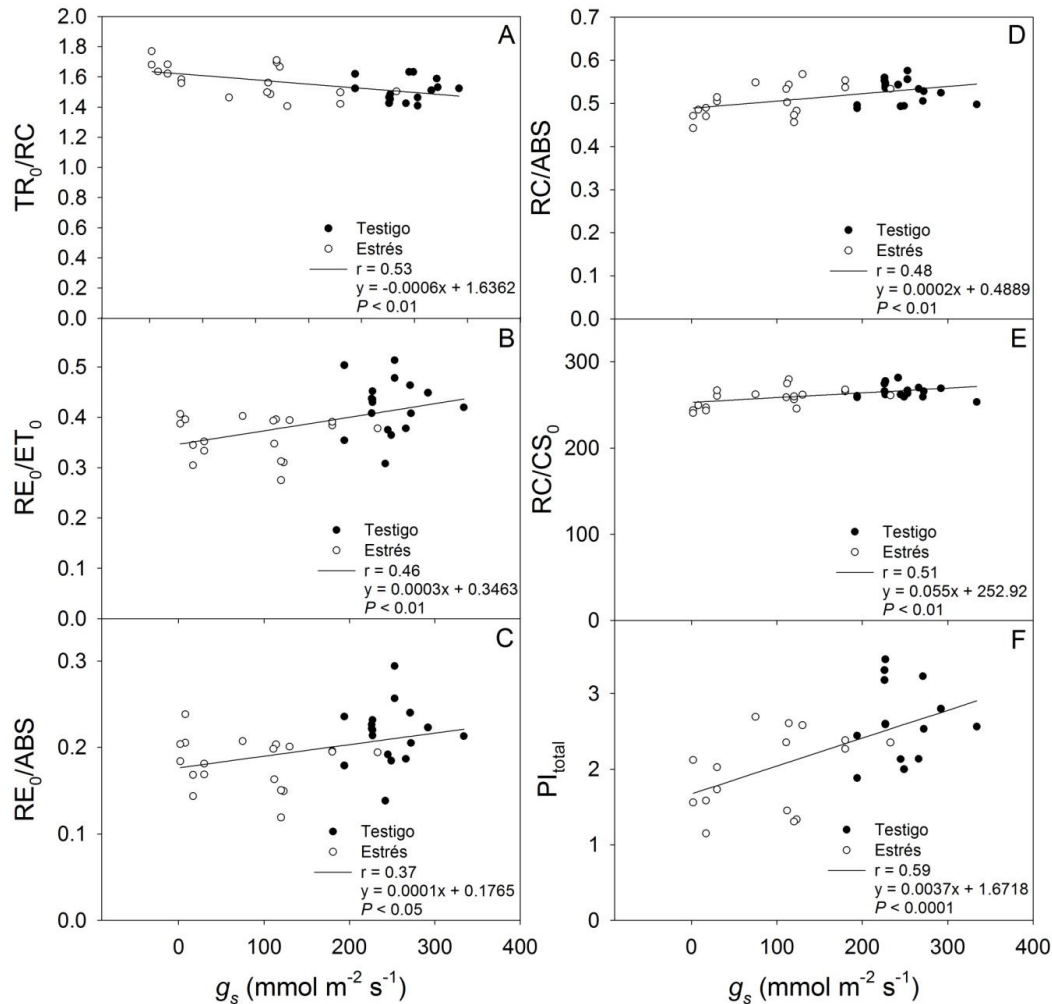 A
TR₀/RC
2.0
1.8
1.6
1.4
1.2
1.0
0.8
0.6
0.4
0.2
0.0
Testigo
Estrés
r = 0.53
y = -0.0006x + 1.6362
P < 0.01
B
RE₀/ET₀
0.5
0.4
0.3
0.2
0.1
0.0
Testigo
Estrés
r = 0.46
y = 0.0003x + 0.3463
P < 0.01
C
RE₀/ABS
0.3
0.2
0.1
0.0
Testigo
Estrés
r = 0.37
y = 0.0001x + 0.1765
P < 0.05
0 100 200 300 400
gₛ (mmol m⁻² s⁻¹)
D
RC/ABS
0.7
0.6
0.5
0.4
0.3
0.2
0.1
0.0
Testigo
Estrés
r = 0.48
y = 0.0002x + 0.4889
P < 0.01
E
RC/CS₀
300
200
100
0
Testigo
Estrés
r = 0.51
y = 0.055x + 252.92
P < 0.01
F
PI_total
3
2
1
0
Testigo
Estrés
r = 0.59
y = 0.0037x + 1.6718
P < 0.0001
0 100 200 300 400
gₛ (mmol m⁻² s⁻¹)